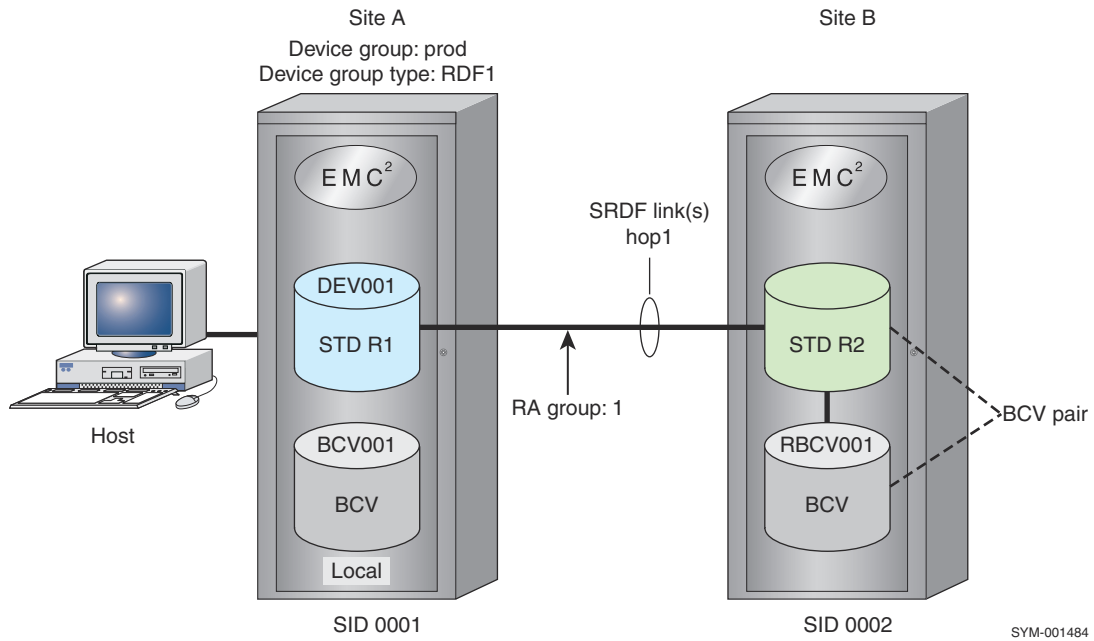 Site A
Site B
Device group: prod
Device group type: RDF1
EMC²
EMC²
SRDF link(s)
hop1
DEV001
STD R1
STD R2
RA group: 1
BCV pair
Host
BCV001
BCV
RBCV001
BCV
Local
SID 0001
SID 0002
SYM-001484